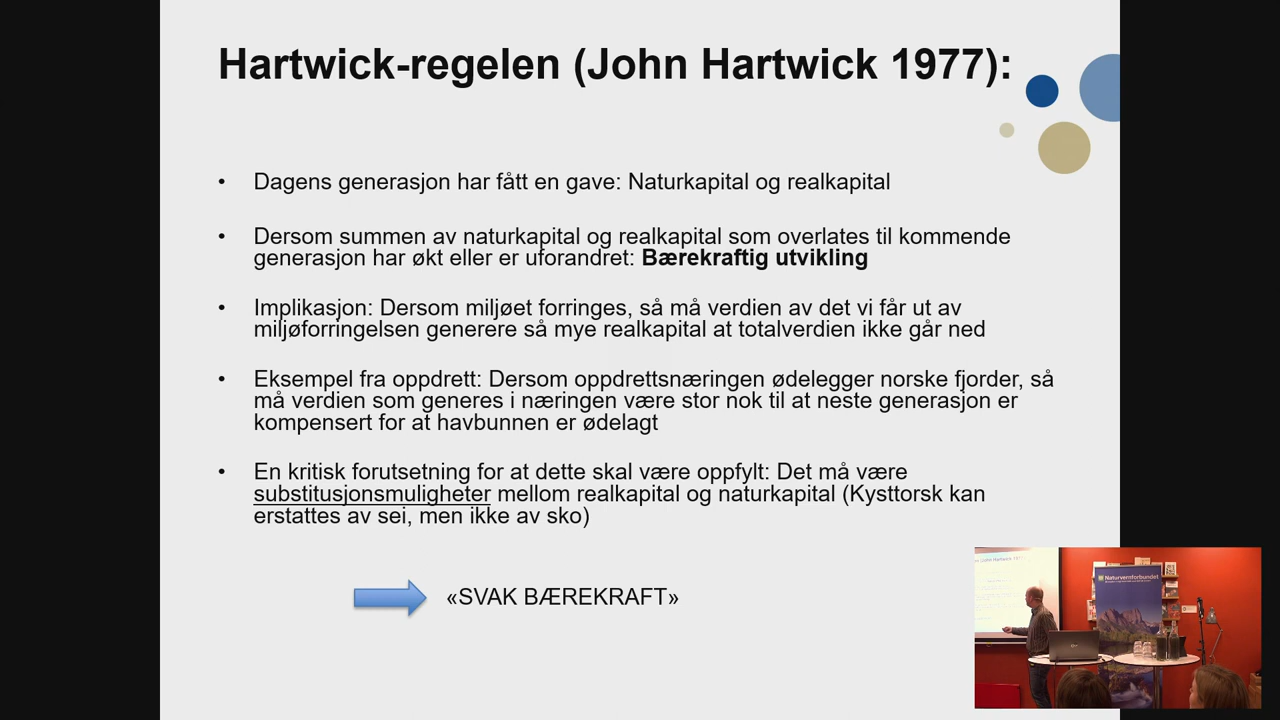 Hartwick-regelen (John Hartwick 1977):
• Dagens generasjon har fått en gave: Naturkapital og realkapital
• Dersom summen av naturkapital og realkapital som overlates til kommende
generasjon har økt eller er uforandret: Bærekraftig utvikling
• Implikasjon: Dersom miljøet forringes, så må verdien av det vi får ut av
miljøforringelsen generere så mye realkapital at totalverdien ikke går ned
• Eksempel fra oppdrett: Dersom oppdrettsnæringen ødelegger norske fjorder, så
må verdien som generes i næringen være stor nok til at neste generasjon er
kompensert for at havbunnen er ødelagt
• En kritisk forutsetning for at dette skal være oppfylt: Det må være
substitusjonsmuligheter mellom realkapital og naturkapital (Kysttorsk kan
erstattes av sei, men ikke av sko)
«SVAK BÆREKRAFT»
Naturvernforbundet